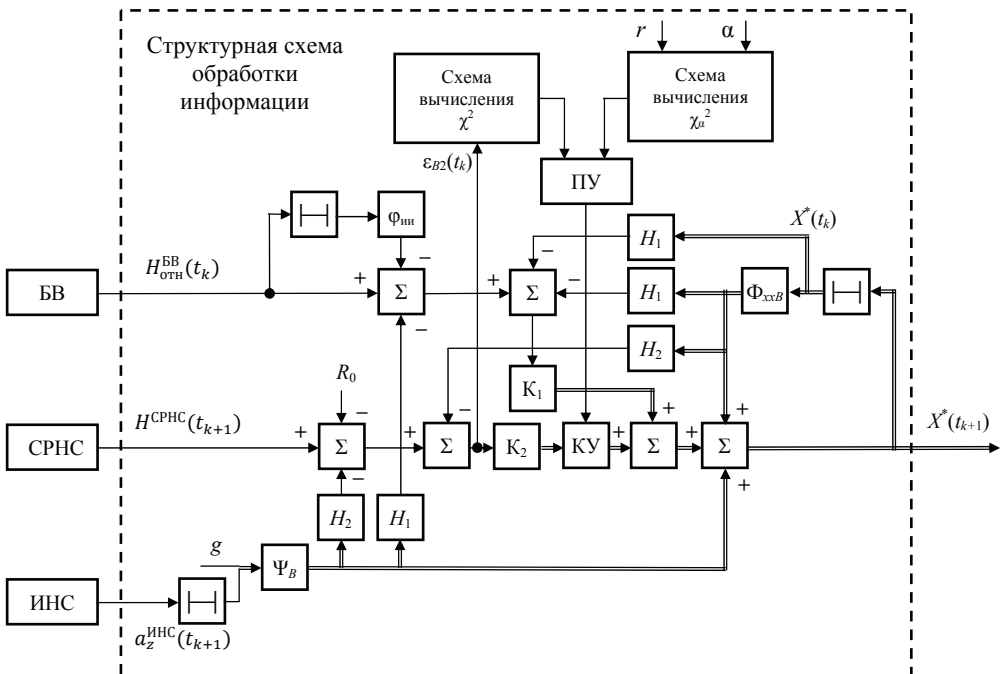 Структурная схема
обработки
информации
r
α
Схема
вычисления
χ²
Схема
вычисления
χα²
εB2(tk)
ПУ
φии
H1
X*(tk)
БВ
HотнБВ(tk)
+
−
Σ
−
+
−
Σ
−
H1
ΦxxB
H2
R0
K1
СРНС
HСРНС(tk+1)
+
−
Σ
−
+
−
Σ
K2
КУ
+
+
Σ
+
+
Σ
+
X*(tk+1)
H2
H1
g
ΨB
ИНС
azИНС(tk+1)